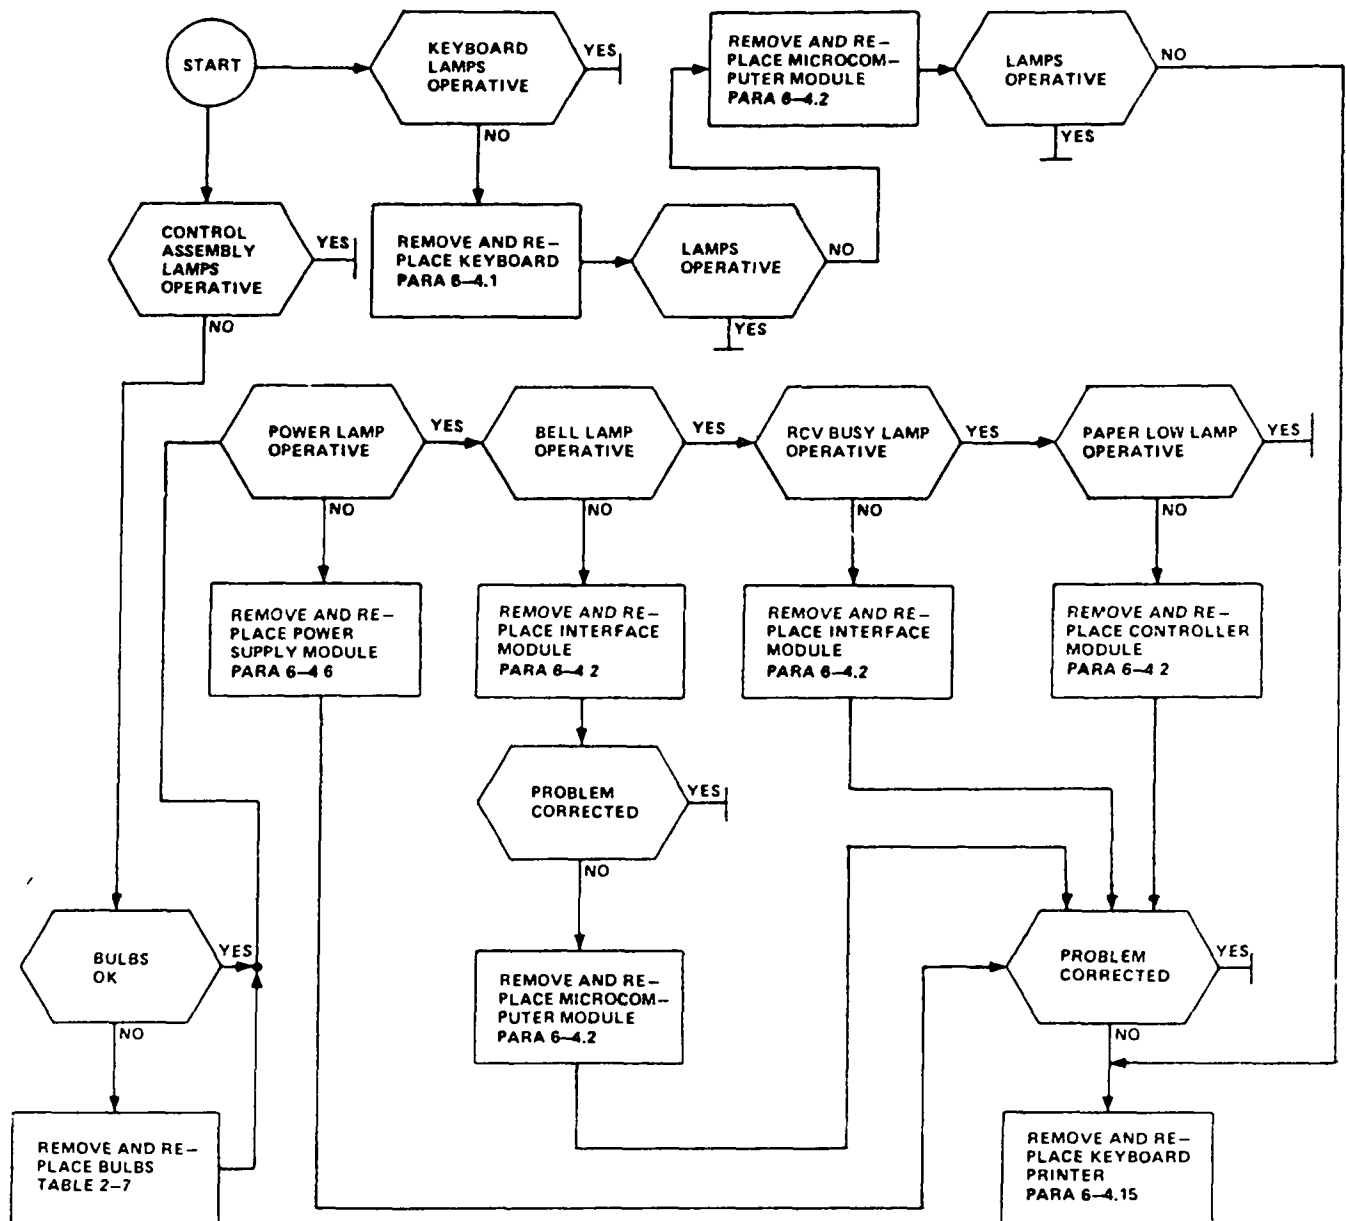 START
KEYBOARD
LAMPS
OPERATIVE
YES
NO
REMOVE AND RE–
PLACE MICROCOM–
PUTER MODULE
PARA 6–4.2
LAMPS
OPERATIVE
NO
YES
CONTROL
ASSEMBLY
LAMPS
OPERATIVE
YES
NO
REMOVE AND RE–
PLACE KEYBOARD
PARA 6–4.1
LAMPS
OPERATIVE
NO
YES
POWER LAMP
OPERATIVE
YES
NO
BELL LAMP
OPERATIVE
YES
NO
RCV BUSY LAMP
OPERATIVE
YES
NO
PAPER LOW LAMP
OPERATIVE
YES
NO
REMOVE AND RE–
PLACE POWER
SUPPLY MODULE
PARA 6–4 6
REMOVE AND RE–
PLACE INTERFACE
MODULE
PARA 6–4 2
REMOVE AND RE–
PLACE INTERFACE
MODULE
PARA 6–4.2
REMOVE AND RE–
PLACE CONTROLLER
MODULE
PARA 6–4 2
PROBLEM
CORRECTED
YES
NO
BULBS
OK
YES
NO
REMOVE AND RE–
PLACE MICROCOM–
PUTER MODULE
PARA 6–4.2
PROBLEM
CORRECTED
YES
NO
REMOVE AND RE–
PLACE BULBS
TABLE 2–7
REMOVE AND RE–
PLACE KEYBOARD
PRINTER
PARA 6–4.15